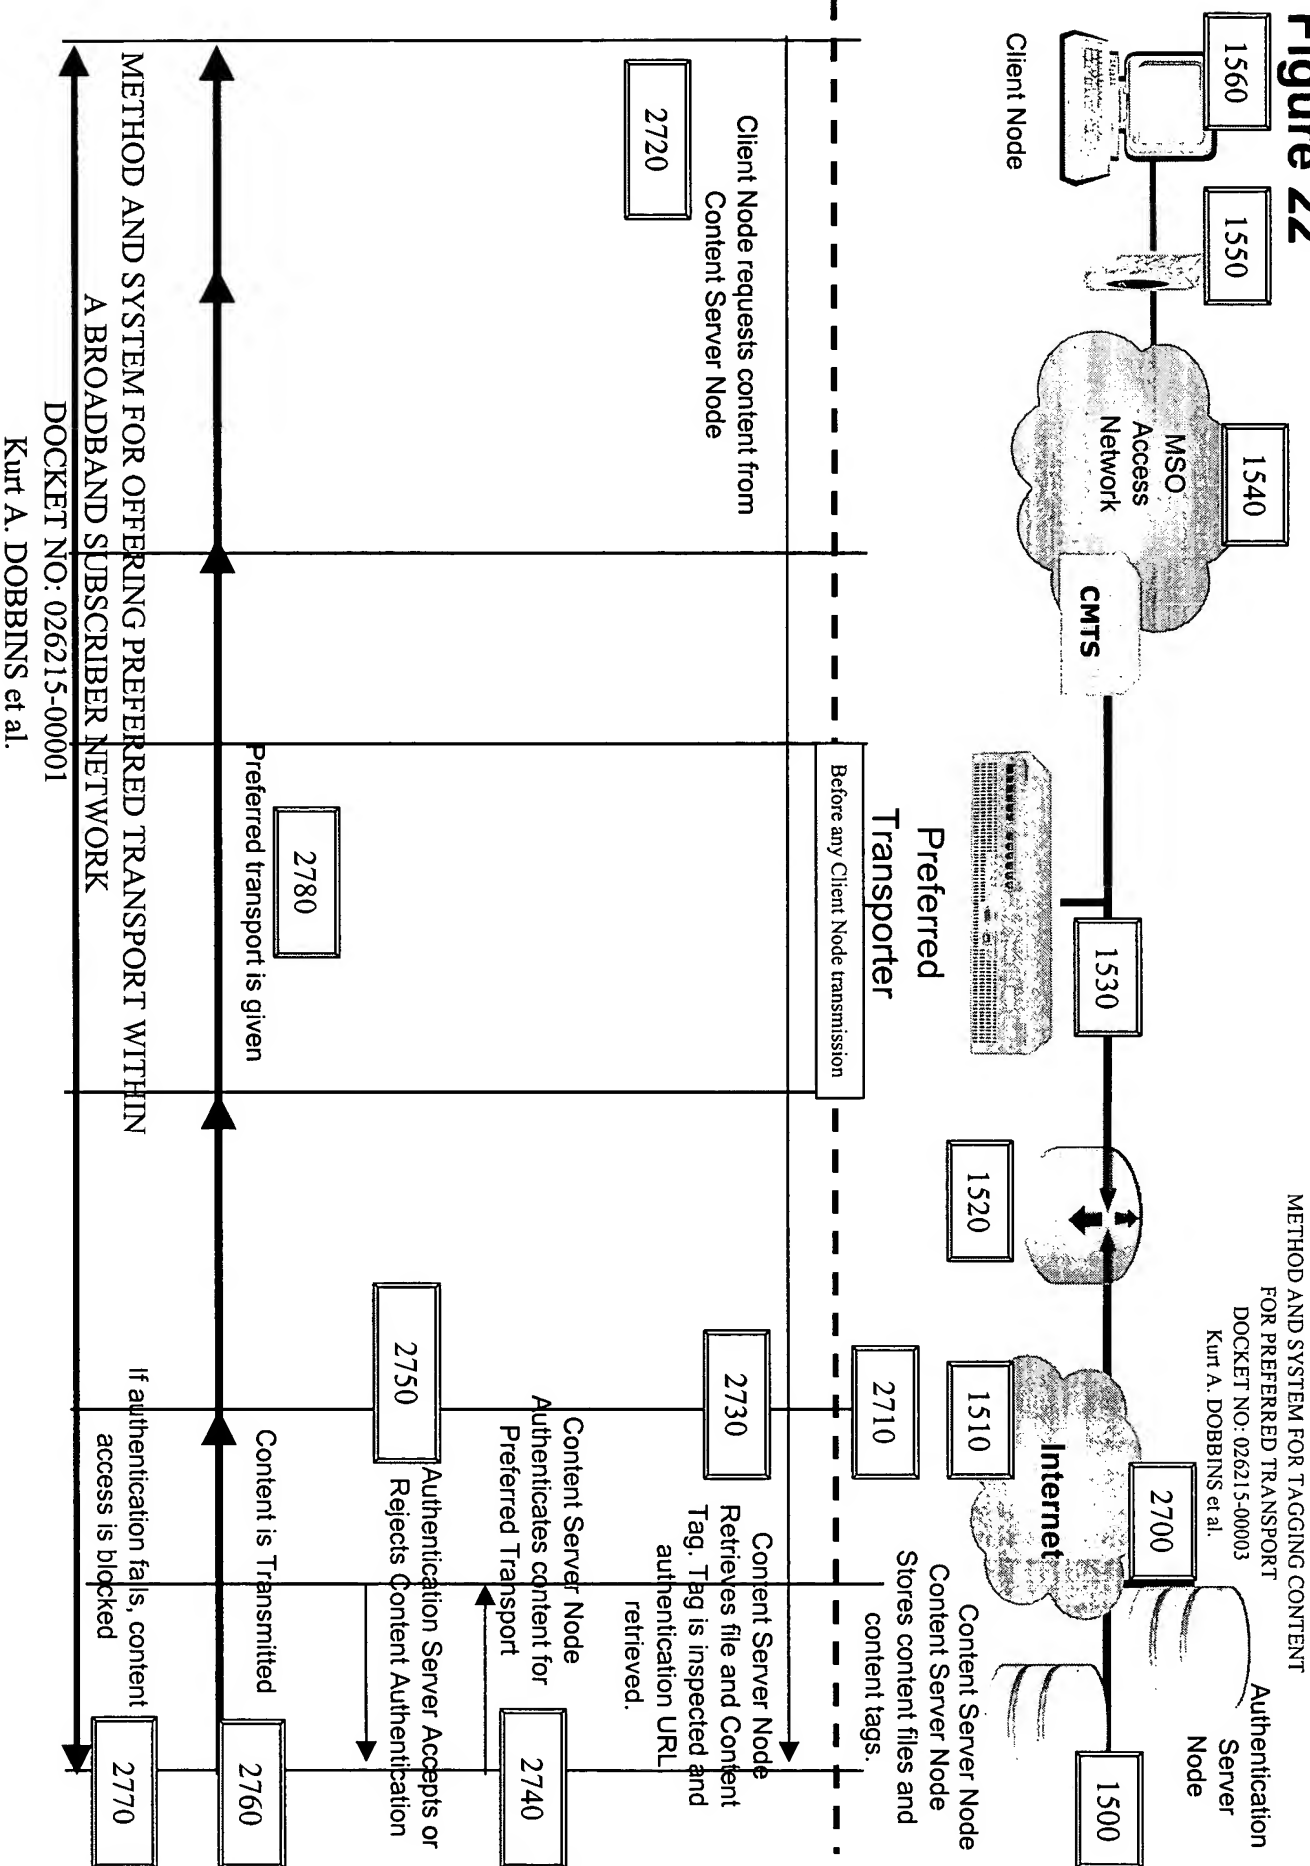 Figure 22
METHOD AND SYSTEM FOR TAGGING CONTENT
FOR PREFERRED TRANSPORT
DOCKET NO: 026215-00003
Kurt A. DOBBINS et al.
1560
1550
1540
1530
1520
1510
2700
1500
Client Node
MSO
Access
Network
CMTS
Preferred
Transporter
Internet
Authentication
Server
Node
Content Server Node
Content Server Node
Stores content files and
content tags.
2710
Before any Client Node transmission
Client Node requests content from
Content Server Node
2720
2730
Content Server Node
Retrieves file and Content
Tag. Tag is inspected and
authentication URL
retrieved.
Content Server Node
Authenticates content for
Preferred Transport
2740
2750
Authentication Server Accepts or
Rejects Content Authentication
2780
Preferred transport is given
Content is Transmitted
2760
If authentication fails, content
access is blocked
2770
METHOD AND SYSTEM FOR OFFERING PREFERRED TRANSPORT WITHIN
A BROADBAND SUBSCRIBER NETWORK
DOCKET NO: 026215-00001
Kurt A. DOBBINS et al.